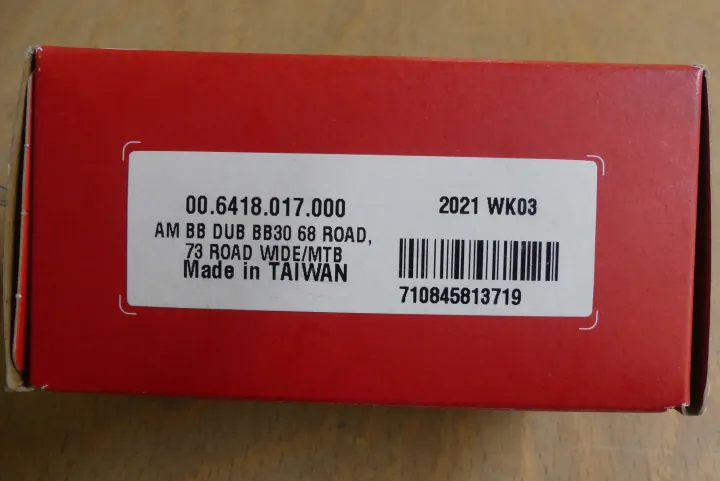 00.6418.017.000
AM BB DUB BB30 68 ROAD,
73 ROAD WIDE/MTB
Made in TAIWAN
2021 WK03
710845813719